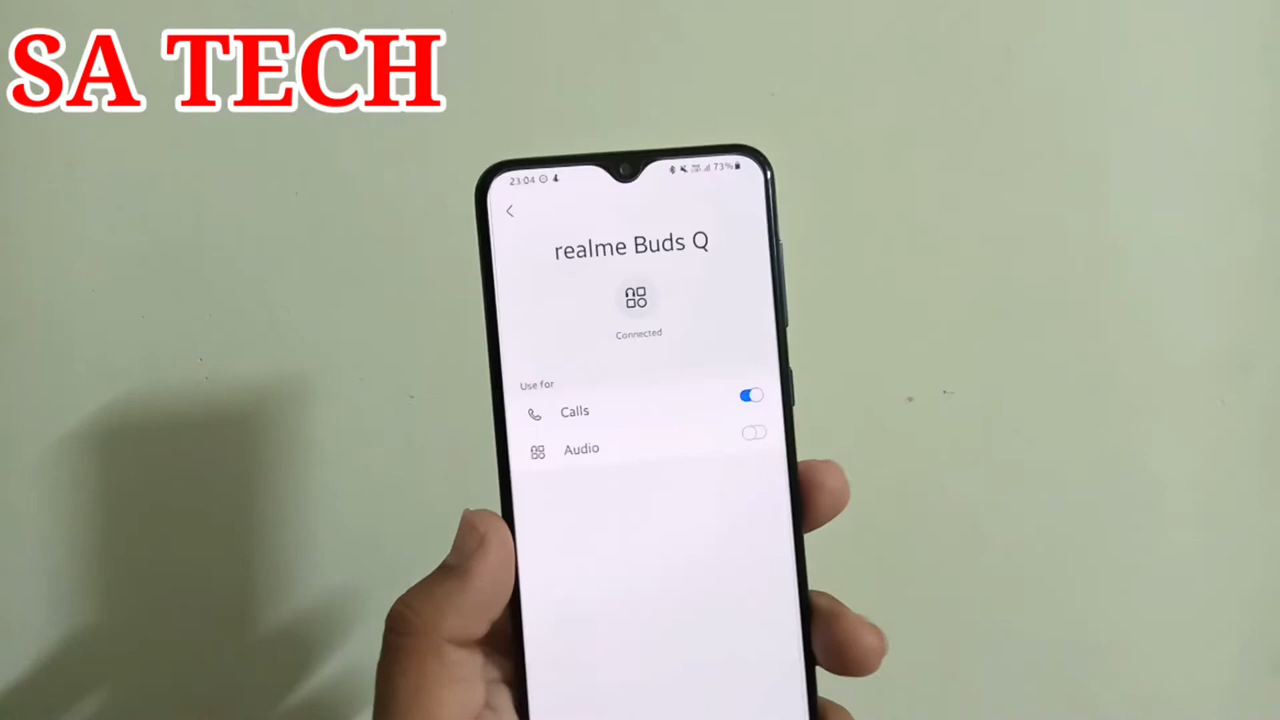 SA TECH
23:04
73%
realme Buds Q
Connected
Use for
Calls
Audio